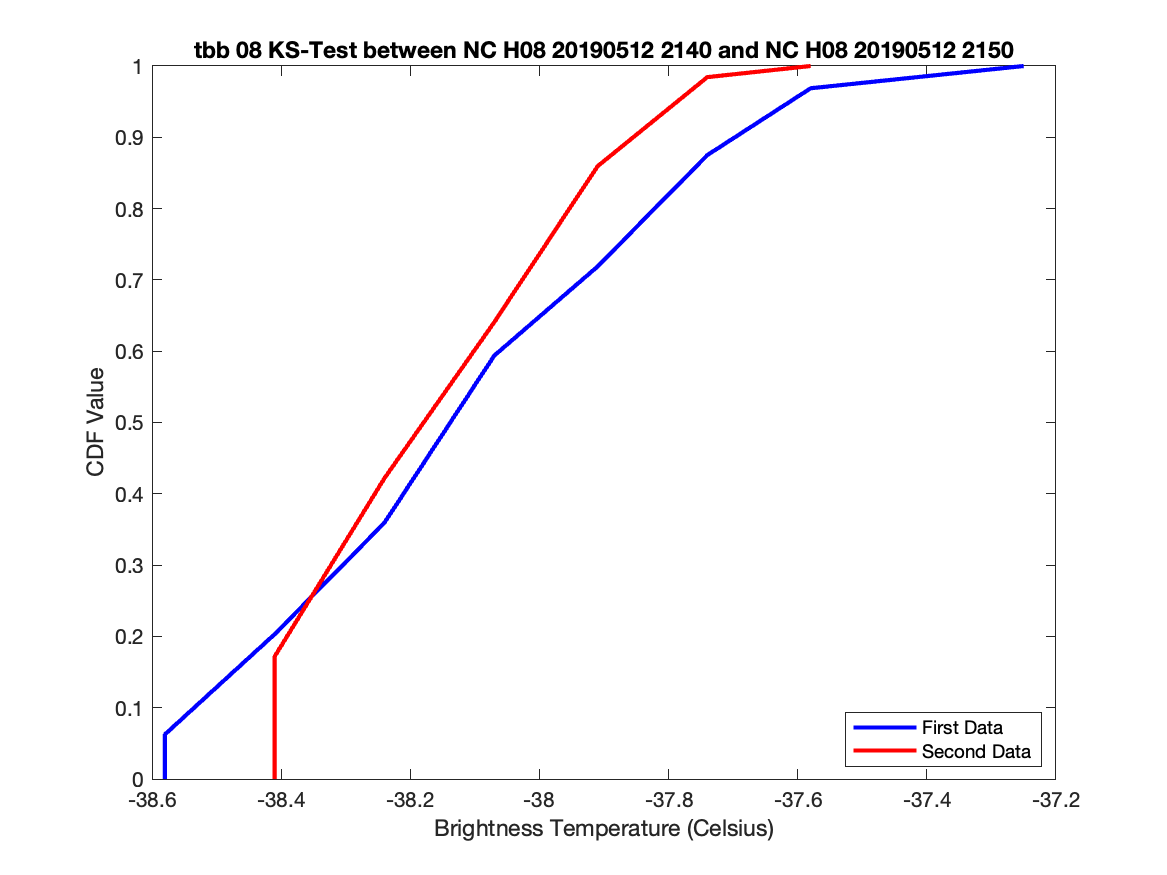 tbb 08 KS-Test between NC H08 20190512 2140 and NC H08 20190512 2150
1
0.9
0.8
0.7
0.6
0.5
0.4
0.3
0.2
0.1
0
CDF Value
-38.6 -38.4 -38.2 -38 -37.8 -37.6 -37.4 -37.2
Brightness Temperature (Celsius)
First Data
Second Data